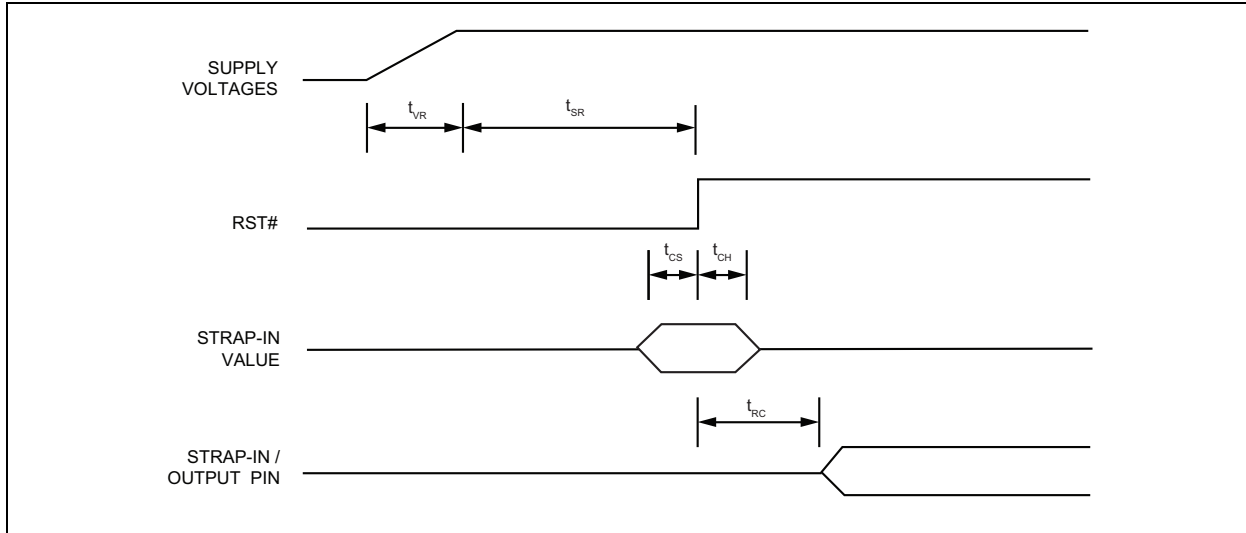 SUPPLY
VOLTAGES
tVR
tSR
RST#
tCS
tCH
STRAP-IN
VALUE
tRC
STRAP-IN /
OUTPUT PIN